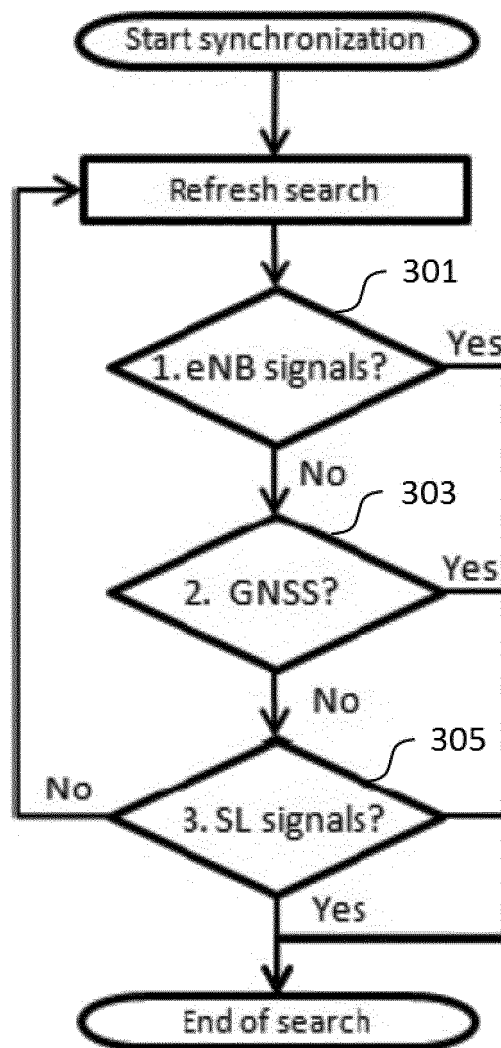 Start synchronization
Refresh search
301
1. eNB signals?
Yes
No
303
2. GNSS?
Yes
No
305
No
3. SL signals?
Yes
End of search